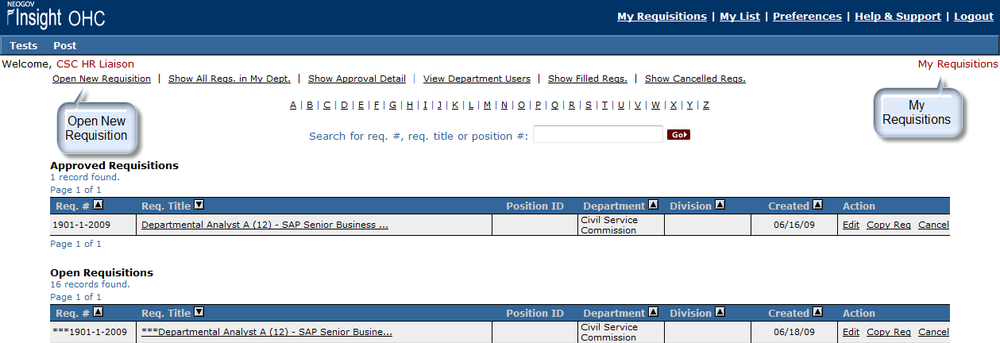 NEOGOV
Insight OHC
My Requisitions | My List | Preferences | Help & Support | Logout
Tests Post
Welcome, CSC HR Liaison My Requisitions
Open New Requisition | Show All Reqs. in My Dept. | Show Approval Detail | View Department Users | Show Filled Reqs. | Show Cancelled Reqs.
Open New
Requisition
My
Requisitions
A | B | C | D | E | F | G | H | I | J | K | L | M | N | O | P | Q | R | S | T | U | V | W | X | Y | Z
Search for req. #, req. title or position #: Go
Approved Requisitions
1 record found.
Page 1 of 1
Req. # Req. Title Position ID Department Division Created Action
1901-1-2009 Departmental Analyst A (12) - SAP Senior Business ... Civil Service Commission 06/16/09 Edit Copy Req Cancel
Page 1 of 1
Open Requisitions
16 records found.
Page 1 of 1
Req. # Req. Title Position ID Department Division Created Action
***1901-1-2009 ***Departmental Analyst A (12) - SAP Senior Busine... Civil Service Commission 06/18/09 Edit Copy Req Cancel